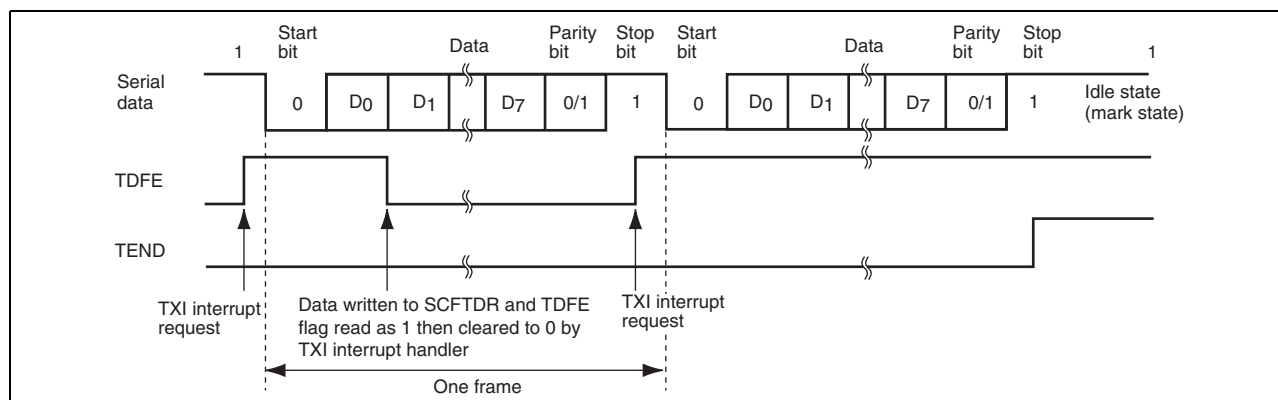 1
Start
bit
Data
Parity
bit
Stop
bit
Start
bit
Data
Parity
bit
Stop
bit
1
Serial
data
0
D0
D1
D7
0/1
1
0
D0
D1
D7
0/1
1
Idle state
(mark state)
TDFE
TEND
TXI interrupt
request
Data written to SCFTDR and TDFE
flag read as 1 then cleared to 0 by
TXI interrupt handler
TXI interrupt
request
One frame